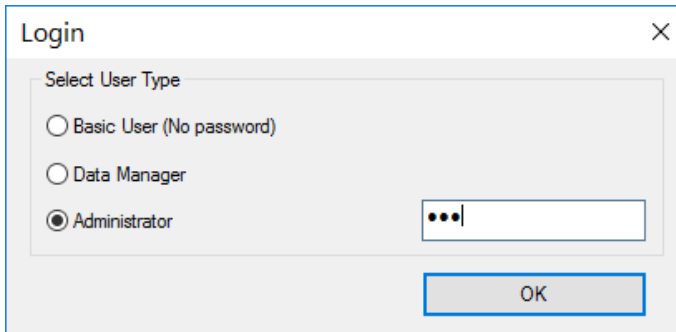 Login
Select User Type
Basic User (No password)
Data Manager
Administrator
•••
OK